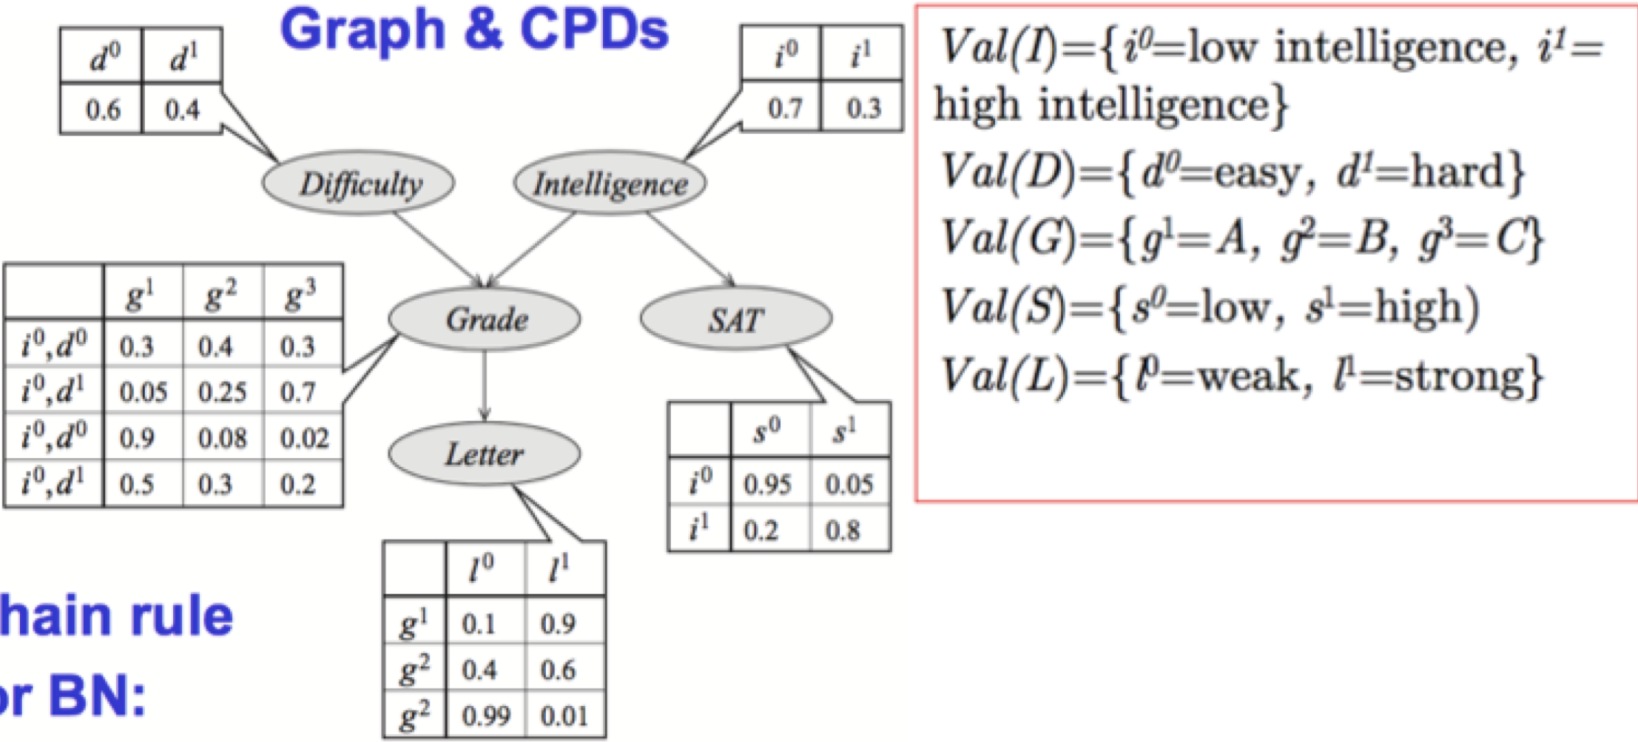 Graph & CPDs
d⁰ d¹
0.6 0.4
i⁰ i¹
0.7 0.3
Difficulty
Intelligence
Grade
SAT
Letter
g¹ g² g³
i⁰,d⁰ 0.3 0.4 0.3
i⁰,d¹ 0.05 0.25 0.7
i⁰,d⁰ 0.9 0.08 0.02
i⁰,d¹ 0.5 0.3 0.2
s⁰ s¹
i⁰ 0.95 0.05
i¹ 0.2 0.8
l⁰ l¹
g¹ 0.1 0.9
g² 0.4 0.6
g² 0.99 0.01
hain rule
or BN:
Val(I)={i⁰=low intelligence, i¹=
high intelligence}
Val(D)={d⁰=easy, d¹=hard}
Val(G)={g¹=A, g²=B, g³=C}
Val(S)={s⁰=low, s¹=high)
Val(L)={l⁰=weak, l¹=strong}